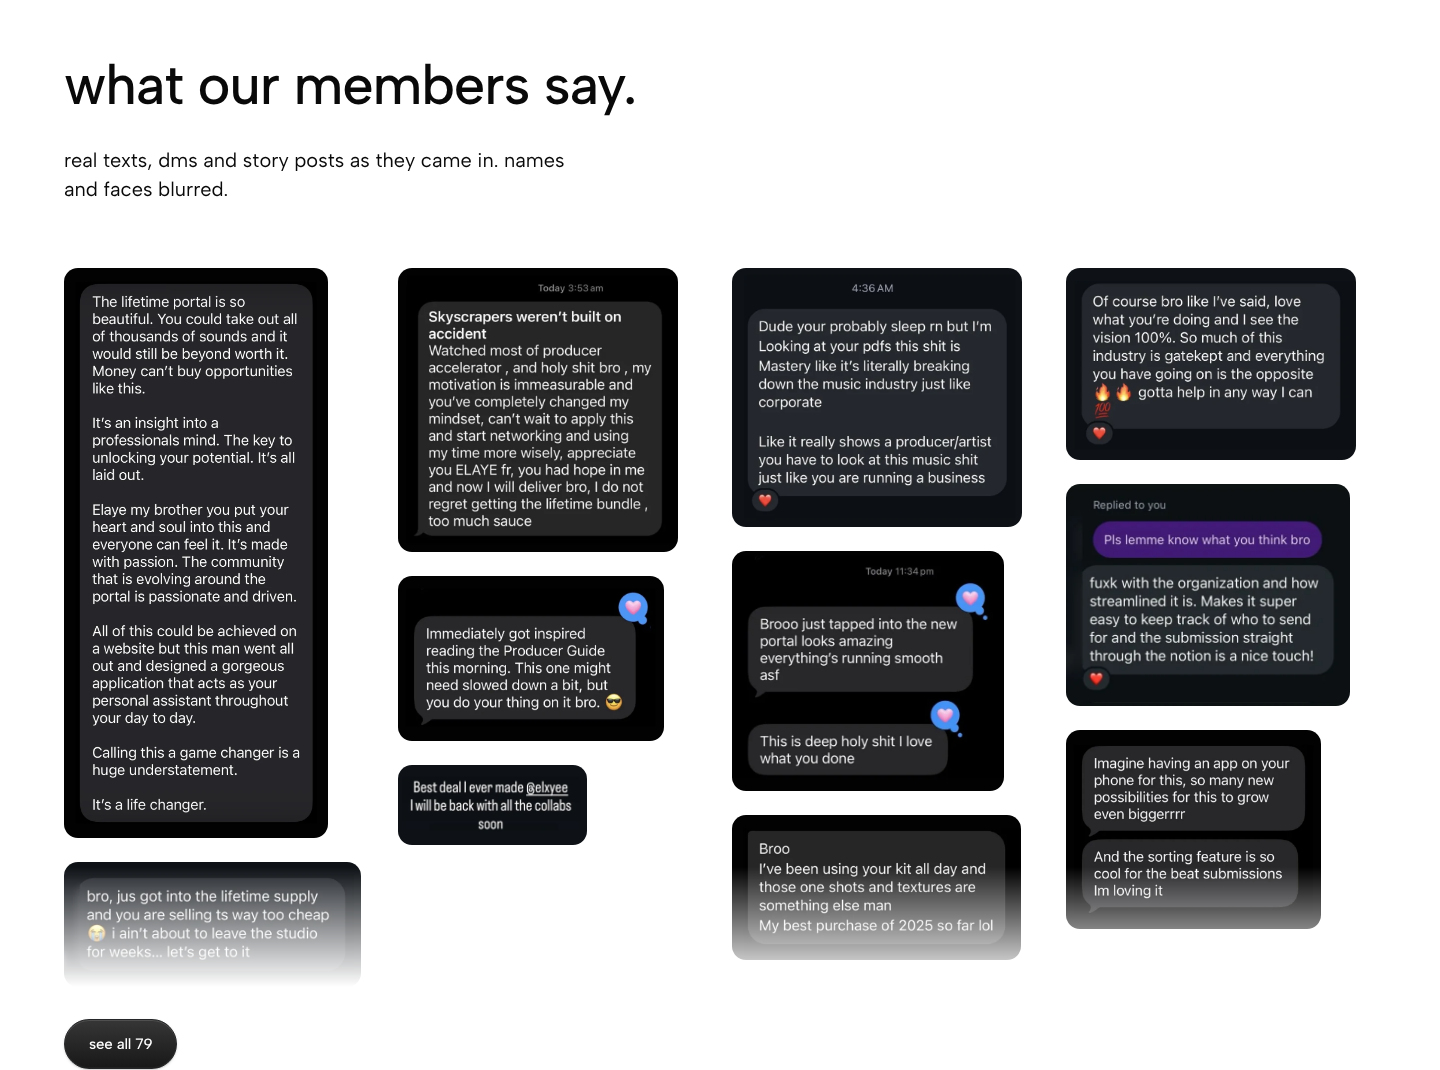 what our members say.
real texts, dms and story posts as they came in. names
and faces blurred.
The lifetime portal is so
beautiful. You could take out all
of thousands of sounds and it
would still be beyond worth it.
Money can't buy opportunities
like this.
It's an insight into a
professionals mind. The key to
unlocking your potential. It's all
laid out.
Elaye my brother you put your
heart and soul into this and
everyone can feel it. It's made
with passion. The community
that is evolving around the
portal is passionate and driven.
All of this could be achieved on
a website but this man went all
out and designed a gorgeous
application that acts as your
personal assistant throughout
your day to day.
Calling this a game changer is a
huge understatement.
It's a life changer.
bro, jus got into the lifetime supply
and you are selling ts way too cheap
😭 i ain't about to leave the studio
for weeks... let's get to it
Today 3:53 am
Skyscrapers weren't built on
accident
Watched most of producer
accelerator , and holy shit bro , my
motivation is immeasurable and
you've completely changed my
mindset, can't wait to apply this
and start networking and using
my time more wisely, appreciate
you ELAYE fr, you had hope in me
and now I will deliver bro, I do not
regret getting the lifetime bundle ,
too much sauce
Immediately got inspired
reading the Producer Guide
this morning. This one might
need slowed down a bit, but
you do your thing on it bro. 😎
Best deal I ever made @elxyee
I will be back with all the collabs
soon
4:36 AM
Dude your probably sleep rn but I'm
Looking at your pdfs this shit is
Mastery like it's literally breaking
down the music industry just like
corporate
Like it really shows a producer/artist
you have to look at this music shit
just like you are running a business
Today 11:34 pm
Brooo just tapped into the new
portal looks amazing
everything's running smooth
asf
This is deep holy shit I love
what you done
Broo
I've been using your kit all day and
those one shots and textures are
something else man
My best purchase of 2025 so far lol
Of course bro like I've said, love
what you're doing and I see the
vision 100%. So much of this
industry is gatekept and everything
you have going on is the opposite
🔥🔥 gotta help in any way I can
💯
Replied to you
Pls lemme know what you think bro
fuxk with the organization and how
streamlined it is. Makes it super
easy to keep track of who to send
for and the submission straight
through the notion is a nice touch!
Imagine having an app on your
phone for this, so many new
possibilities for this to grow
even biggerrrr
And the sorting feature is so
cool for the beat submissions
Im loving it
see all 79